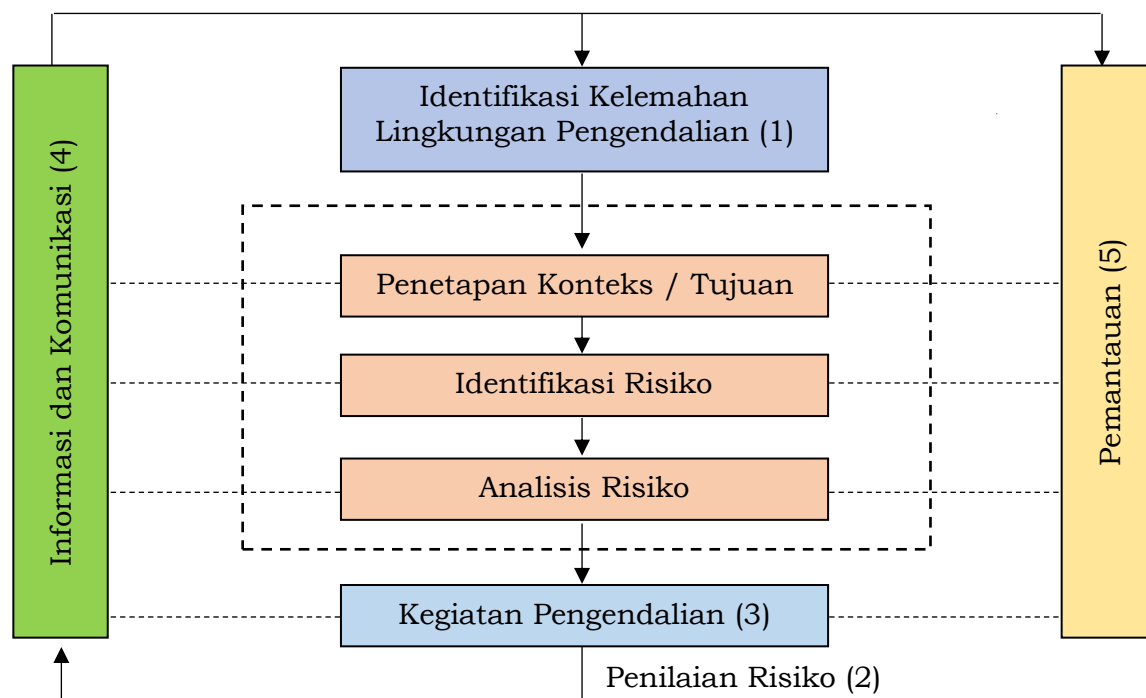 Identifikasi Kelemahan
Lingkungan Pengendalian (1)
Informasi dan Komunikasi (4)
Penetapan Konteks / Tujuan
Identifikasi Risiko
Analisis Risiko
Pemantauan (5)
Kegiatan Pengendalian (3)
Penilaian Risiko (2)